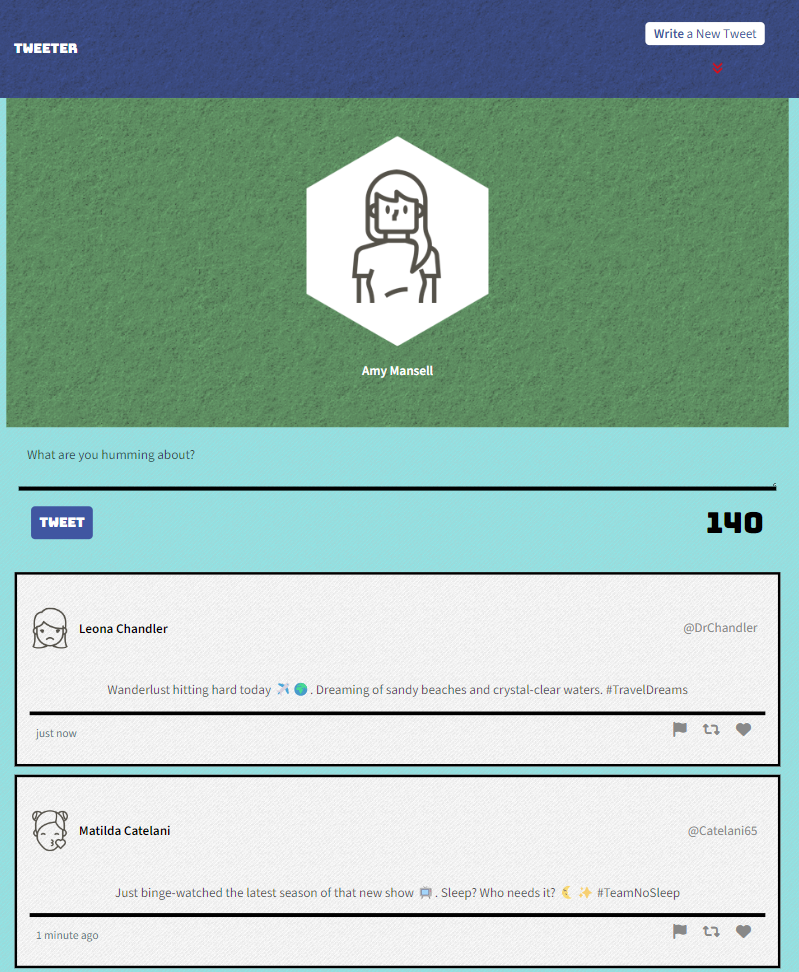 TWEETER
Write a New Tweet
Amy Mansell
What are you humming about?
TWEET
140
Leona Chandler
@DrChandler
Wanderlust hitting hard today ✈️ 🌍 . Dreaming of sandy beaches and crystal-clear waters. #TravelDreams
just now
Matilda Catelani
@Catelani65
Just binge-watched the latest season of that new show 📺 . Sleep? Who needs it? 🌜 ✨ #TeamNoSleep
1 minute ago